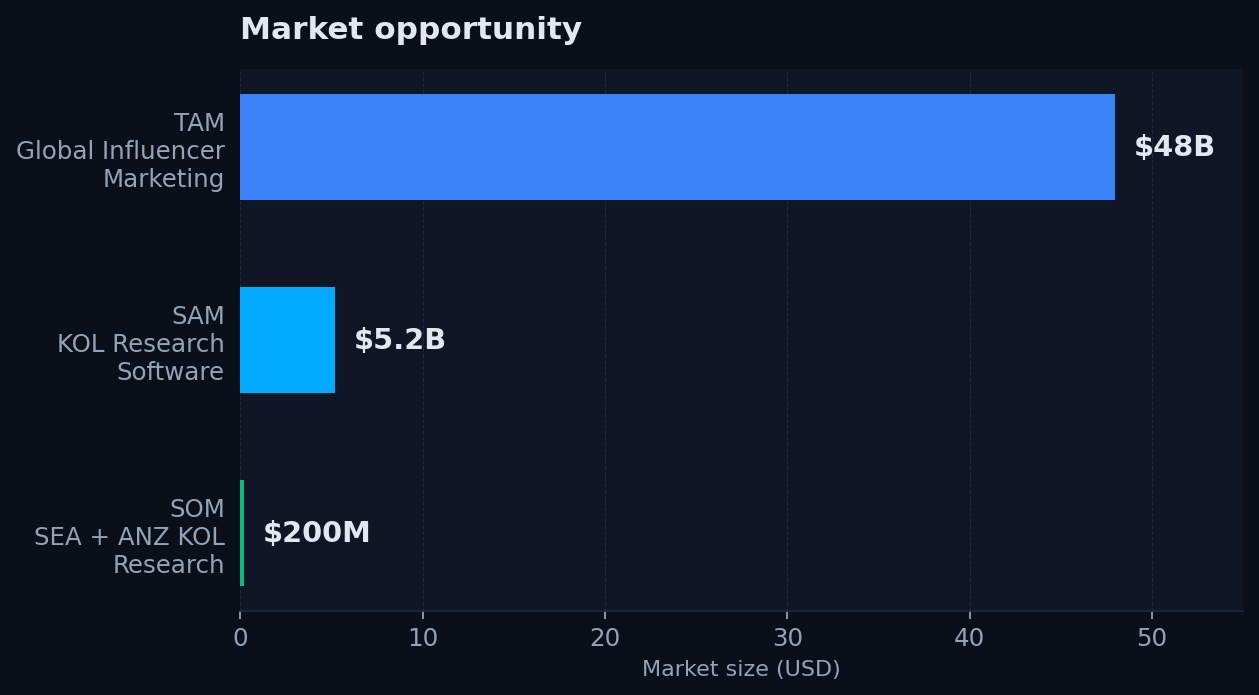 Market opportunity
TAM
Global Influencer
Marketing
$48B
SAM
KOL Research
Software
$5.2B
SOM
SEA + ANZ KOL
Research
$200M
0 10 20 30 40 50
Market size (USD)